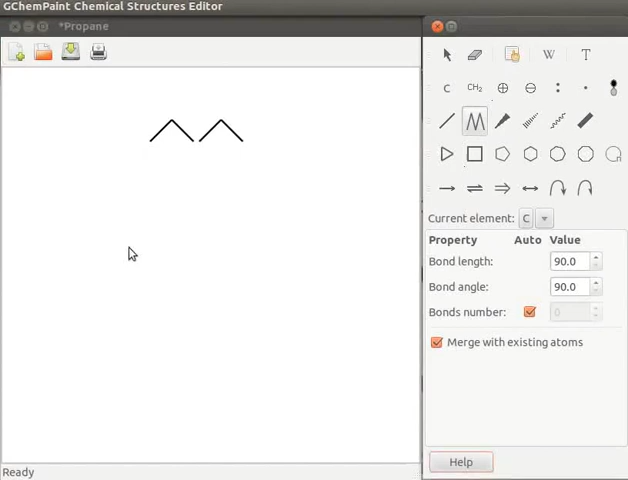 GChemPaint Chemical Structures Editor
*Propane
W T
C CH2
Current element: C
Property Auto Value
Bond length: 90.0
Bond angle: 90.0
Bonds number: 0
Merge with existing atoms
Help
Ready